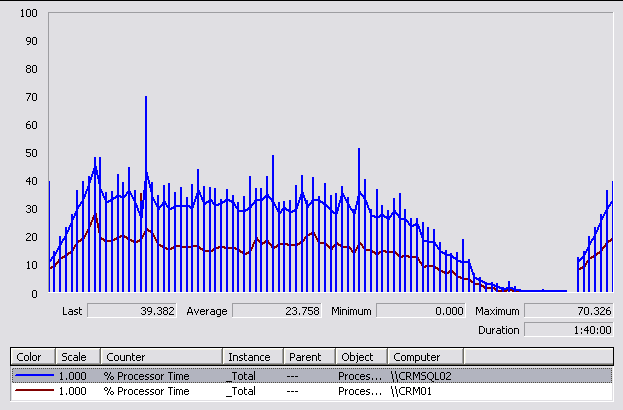 100
90
80
70
60
50
40
30
20
10
0
Last 39.382 Average 23.758 Minimum 0.000 Maximum 70.326
Duration 1:40:00
Color Scale Counter Instance Parent Object Computer
1.000 % Processor Time _Total --- Proces... \\CRMSQL02
1.000 % Processor Time _Total --- Proces... \\CRM01